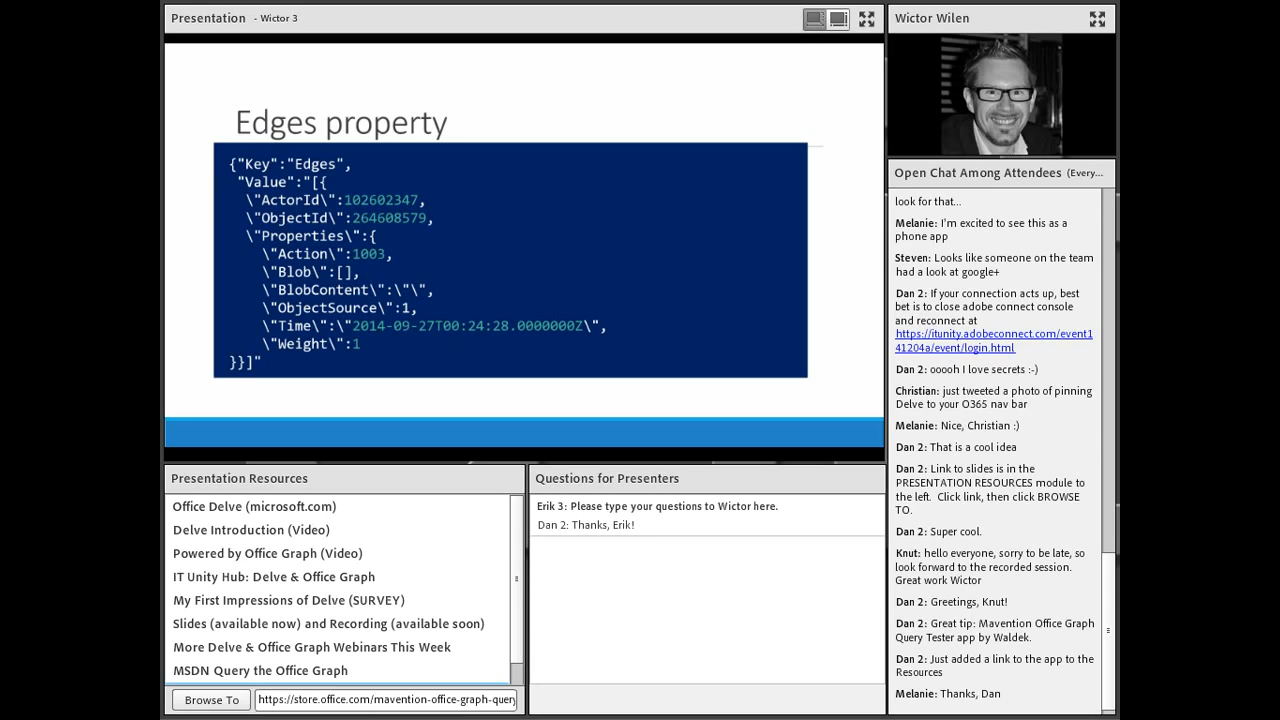 Presentation - Wictor 3
Edges property
{"Key":"Edges",
"Value":"[{
\"ActorId\":102602347,
\"ObjectId\":264608579,
\"Properties\":{
\"Action\":1003,
\"Blob\":[],
\"BlobContent\":\"\",
\"ObjectSource\":1,
\"Time\":\"2014-09-27T00:24:28.0000000Z\",
\"Weight\":1
}}]"
Presentation Resources
Office Delve (microsoft.com)
Delve Introduction (Video)
Powered by Office Graph (Video)
IT Unity Hub: Delve & Office Graph
My First Impressions of Delve (SURVEY)
Slides (available now) and Recording (available soon)
More Delve & Office Graph Webinars This Week
MSDN Query the Office Graph
Browse To
https://store.office.com/mavention-office-graph-query
Questions for Presenters
Erik 3: Please type your questions to Wictor here.
Dan 2: Thanks, Erik!
Wictor Wilen
Open Chat Among Attendees (Every...
look for that...
Melanie: I'm excited to see this as a
phone app
Steven: Looks like someone on the team
had a look at google+
Dan 2: If your connection acts up, best
bet is to close adobe connect console
and reconnect at
https://itunity.adobeconnect.com/event1
41204a/event/login.html
Dan 2: ooooh I love secrets :-)
Christian: just tweeted a photo of pinning
Delve to your O365 nav bar
Melanie: Nice, Christian :)
Dan 2: That is a cool idea
Dan 2: Link to slides is in the
PRESENTATION RESOURCES module to
the left. Click link, then click BROWSE
TO.
Dan 2: Super cool.
Knut: hello everyone, sorry to be late, so
look forward to the recorded session.
Great work Wictor
Dan 2: Greetings, Knut!
Dan 2: Great tip: Mavention Office Graph
Query Tester app by Waldek.
Dan 2: Just added a link to the app to the
Resources
Melanie: Thanks, Dan